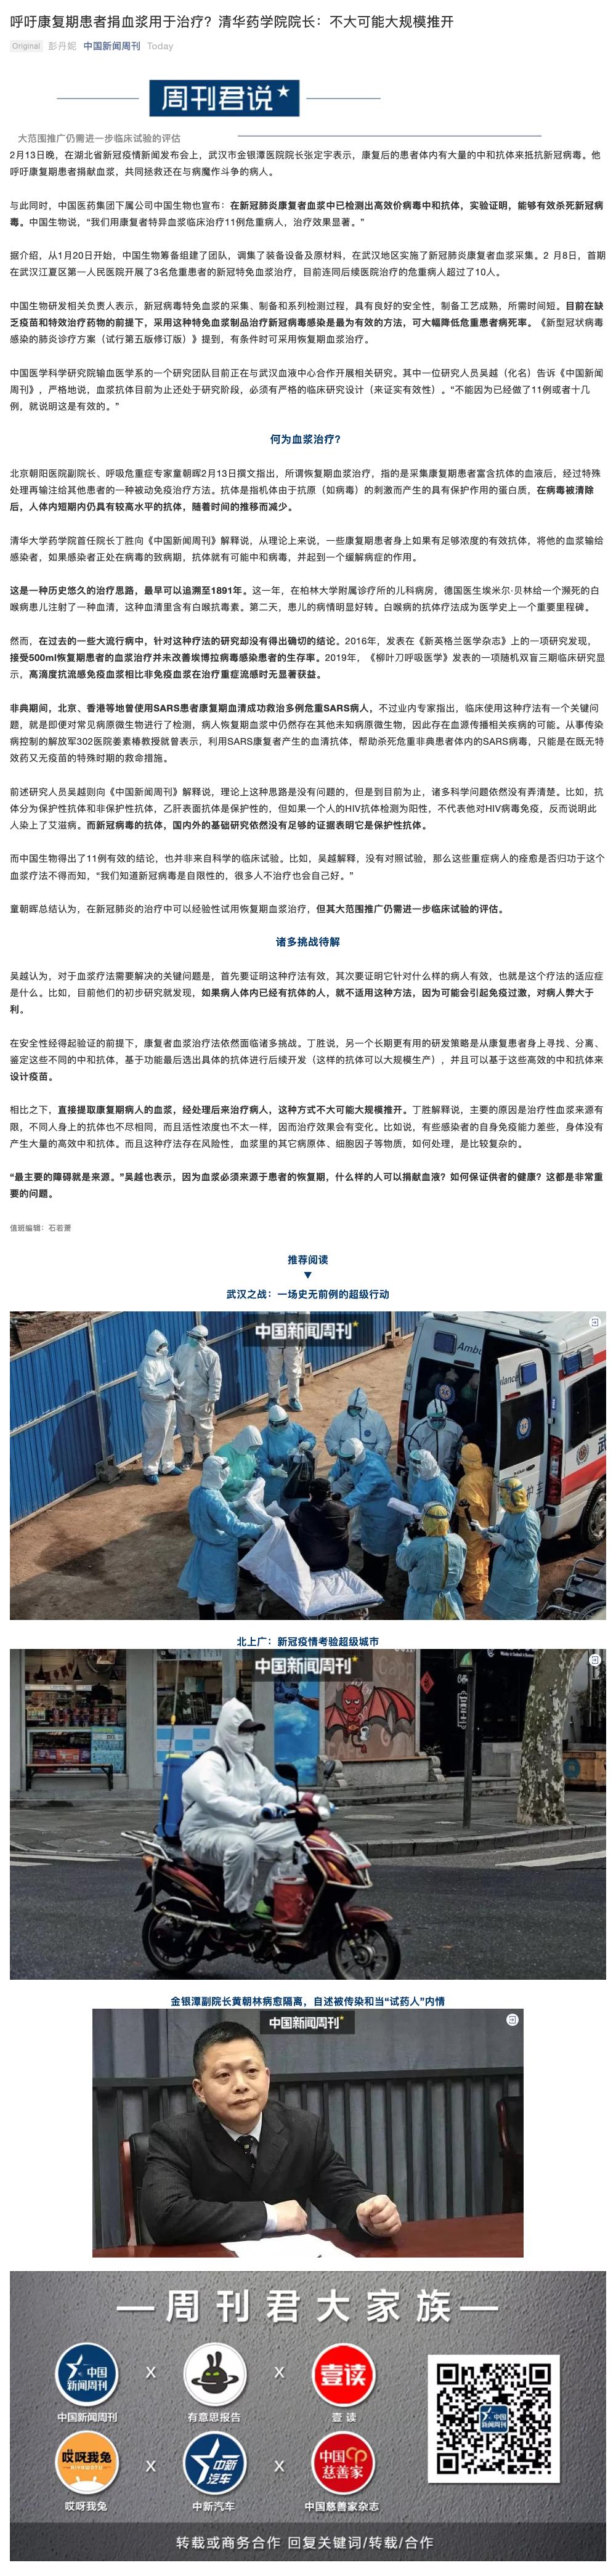 呼吁康复期患者捐血浆用于治疗？清华药学院院长：不大可能大规模推开
Original 彭丹妮 中国新闻周刊 Today
周刊君说
大范围推广仍需进一步临床试验的评估
2月13日晚，在湖北省新冠疫情新闻发布会上，武汉市金银潭医院院长张定宇表示，康复后的患者体内有大量的中和抗体来抵抗新冠病毒。他
呼吁康复期患者捐献血浆，共同拯救还在与病魔作斗争的病人。
与此同时，中国医药集团下属公司中国生物也宣布：在新冠肺炎康复者血浆中已检测出高效价病毒中和抗体，实验证明，能够有效杀死新冠病
毒。中国生物说，“我们用康复者特异血浆临床治疗11例危重病人，治疗效果显著。”
据介绍，从1月20日开始，中国生物筹备组建了团队，调集了装备设备及原材料，在武汉地区实施了新冠肺炎康复者血浆采集。2 月8日，首期
在武汉江夏区第一人民医院开展了3名危重患者的新冠特免血浆治疗，目前连同后续医院治疗的危重病人超过了10人。
中国生物研发相关负责人表示，新冠病毒特免血浆的采集、制备和系列检测过程，具有良好的安全性，制备工艺成熟，所需时间短。目前在缺
乏疫苗和特效治疗药物的前提下，采用这种特免血浆制品治疗新冠病毒感染是最为有效的方法，可大幅降低危重患者病死率。《新型冠状病毒
感染的肺炎诊疗方案（试行第五版修订版）》提到，有条件时可采用恢复期血浆治疗。
中国医学科学研究院输血医学系的一个研究团队目前正在与武汉血液中心合作开展相关研究。其中一位研究人员吴越（化名）告诉《中国新闻
周刊》，严格地说，血浆抗体目前为止还处于研究阶段，必须有严格的临床研究设计（来证实有效性）。“不能因为已经做了11例或者十几
例，就说明这是有效的。”
何为血浆治疗?
北京朝阳医院副院长、呼吸危重症专家童朝晖2月13日撰文指出，所谓恢复期血浆治疗，指的是采集康复期患者富含抗体的血液后，经过特殊
处理再输注给其他患者的一种被动免疫治疗方法。抗体是指机体由于抗原（如病毒）的刺激而产生的具有保护作用的蛋白质，在病毒被清除
后，人体内短期内仍具有较高水平的抗体，随着时间的推移而减少。
清华大学药学院首任院长丁胜向《中国新闻周刊》解释说，从理论上来说，一些康复期患者身上如果有足够浓度的有效抗体，将他的血浆输给
感染者，如果感染者正处在病毒的致病期，抗体就有可能中和病毒，并起到一个缓解病症的作用。
这是一种历史悠久的治疗思路，最早可以追溯至1891年。这一年，在柏林大学附属诊疗所的儿科病房，德国医生埃米尔·贝林给一个濒死的白
喉病患儿注射了一种血清，这种血清里含有白喉抗毒素。第二天，患儿的病情明显好转。白喉病的抗体疗法成为医学史上一个重要里程碑。
然而，在过去的一些大流行病中，针对这种疗法的研究却没有得出确切的结论。2016年，发表在《新英格兰医学杂志》上的一项研究发现，
接受500ml恢复期患者的血浆治疗并未改善埃博拉病毒感染患者的生存率。2019年，《柳叶刀呼吸医学》发表的一项随机双盲三期临床研究显
示，高滴度抗流感免疫血浆相比非免疫血浆在治疗重症流感时无显著获益。
非典期间，北京、香港等地曾使用SARS患者康复期血清成功救治多例危重SARS病人，不过业内专家指出，临床使用这种疗法有一个关键问
题，就是即便对常见病原微生物进行了检测，病人恢复期血浆中仍然存在其他未知病原微生物，因此存在血源传播相关疾病的可能。从事传染
病控制的解放军302医院姜素椿教授就曾表示，利用SARS康复者产生的血清抗体，帮助杀死危重非典患者体内的SARS病毒，只能是在既无特
效药又无疫苗的特殊时期的救命措施。
前述研究人员吴越则向《中国新闻周刊》解释说，理论上这种思路是没有问题的，但是到目前为止，诸多科学问题依然没有弄清楚。比如，抗
体分为保护性抗体和非保护性抗体，乙肝表面抗体是保护性的，但如果一个人的HIV抗体检测为阳性，不代表他对HIV病毒免疫，反而说明此
人染上了艾滋病。而新冠病毒的抗体，国内外的基础研究依然没有足够的证据表明它是保护性抗体。
而中国生物得出了11例有效的结论，也并非来自科学的临床试验。比如，吴越解释，没有对照试验，那么这些重症病人的痊愈是否归功于这个
血浆疗法不得而知，“我们知道新冠病毒是自限性的，很多人不治疗也会自己好。”
童朝晖总结认为，在新冠肺炎的治疗中可以经验性试用恢复期血浆治疗，但其大范围推广仍需进一步临床试验的评估。
诸多挑战待解
吴越认为，对于血浆疗法需要解决的关键问题是，首先要证明这种疗法有效，其次要证明它针对什么样的病人有效，也就是这个疗法的适应症
是什么。比如，目前他们的初步研究就发现，如果病人体内已经有抗体的人，就不适用这种方法，因为可能会引起免疫过激，对病人弊大于
利。
在安全性经得起验证的前提下，康复者血浆治疗法依然面临诸多挑战。丁胜说，另一个长期更有用的研发策略是从康复患者身上寻找、分离、
鉴定这些不同的中和抗体，基于功能最后选出具体的抗体进行后续开发（这样的抗体可以大规模生产），并且可以基于这些高效的中和抗体来
设计疫苗。
相比之下，直接提取康复期病人的血浆，经处理后来治疗病人，这种方式不大可能大规模推开。丁胜解释说，主要的原因是治疗性血浆来源有
限，不同人身上的抗体也不尽相同，而且活性浓度也不太一样，因而治疗效果会有变化。比如说，有些感染者的自身免疫能力差些，身体没有
产生大量的高效中和抗体。而且这种疗法存在风险性，血浆里的其它病原体、细胞因子等物质，如何处理，是比较复杂的。
“最主要的障碍就是来源。”吴越也表示，因为血浆必须来源于患者的恢复期，什么样的人可以捐献血液？如何保证供者的健康？这都是非常重
要的问题。
值班编辑：石若萧
推荐阅读
▼
武汉之战：一场史无前例的超级行动
中国新闻周刊
Ambulance
北上广：新冠疫情考验超级城市
中国新闻周刊
金银潭副院长黄朝林病愈隔离，自述被传染和当“试药人”内情
中国新闻周刊
周刊君大家族
中国新闻周刊 X X 壹读
中国新闻周刊 有意思报告 壹读
哎呀我兔 X 中新汽车 X 中国慈善家
哎呀我兔 中新汽车 中国慈善家杂志
中国新闻周刊
转载或商务合作 回复关键词/转载/合作